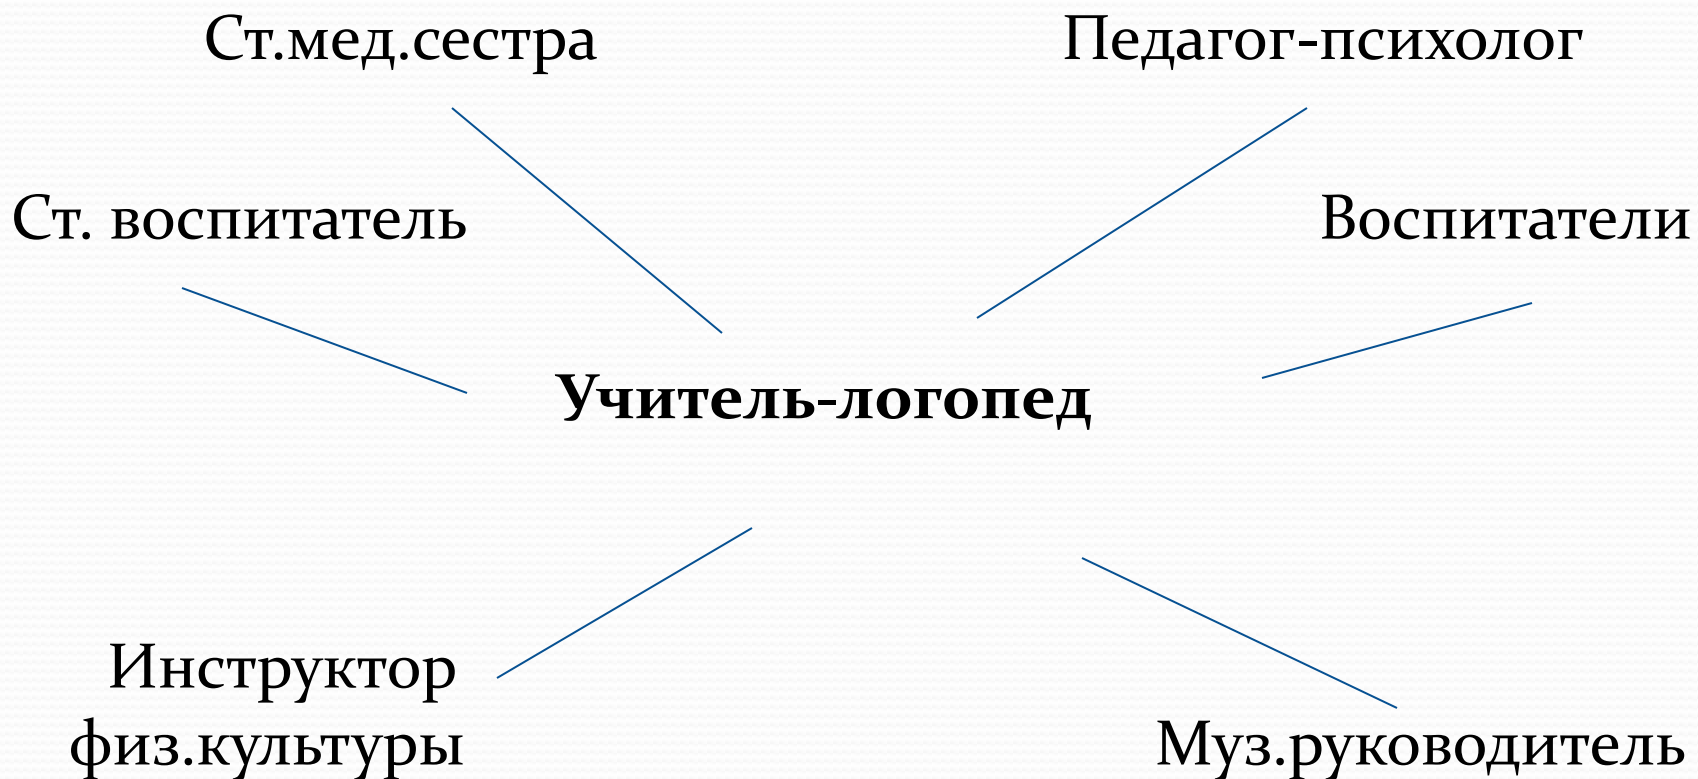 Ст.мед.сестра
Педагог-психолог
Ст. воспитатель
Воспитатели
Учитель-логопед
Инструктор
физ.культуры
Муз.руководитель